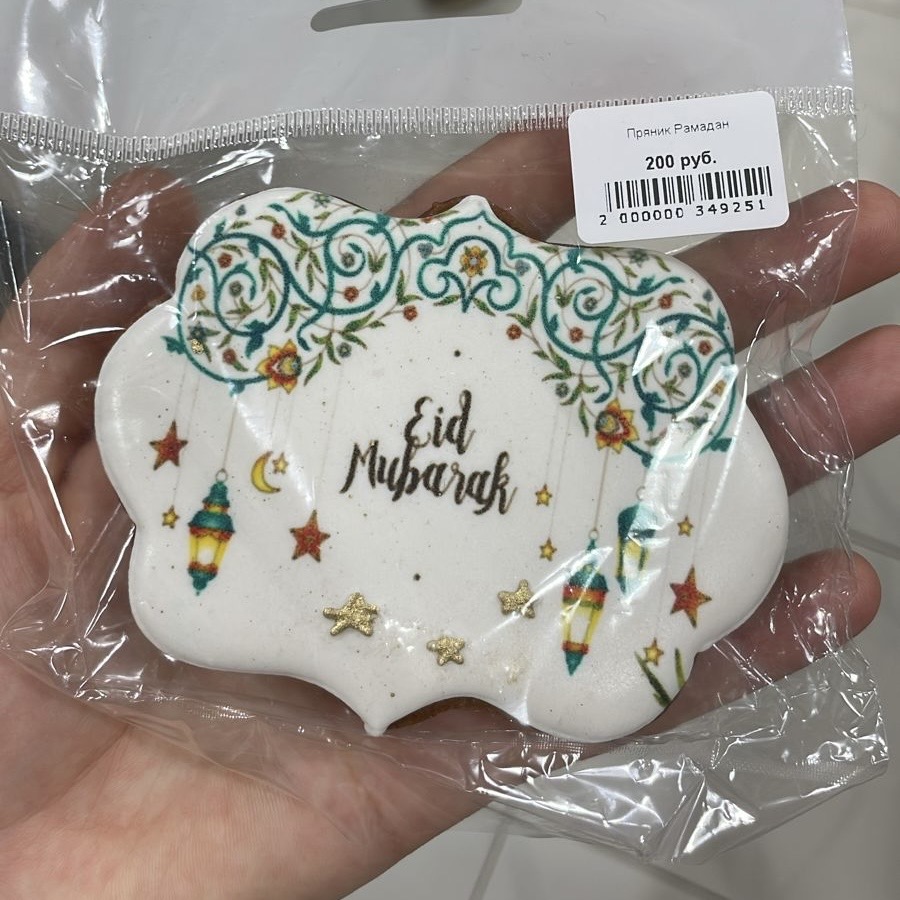 Пряник Рамадан
200 руб.
2 000000 349251
Eid
Mubarak